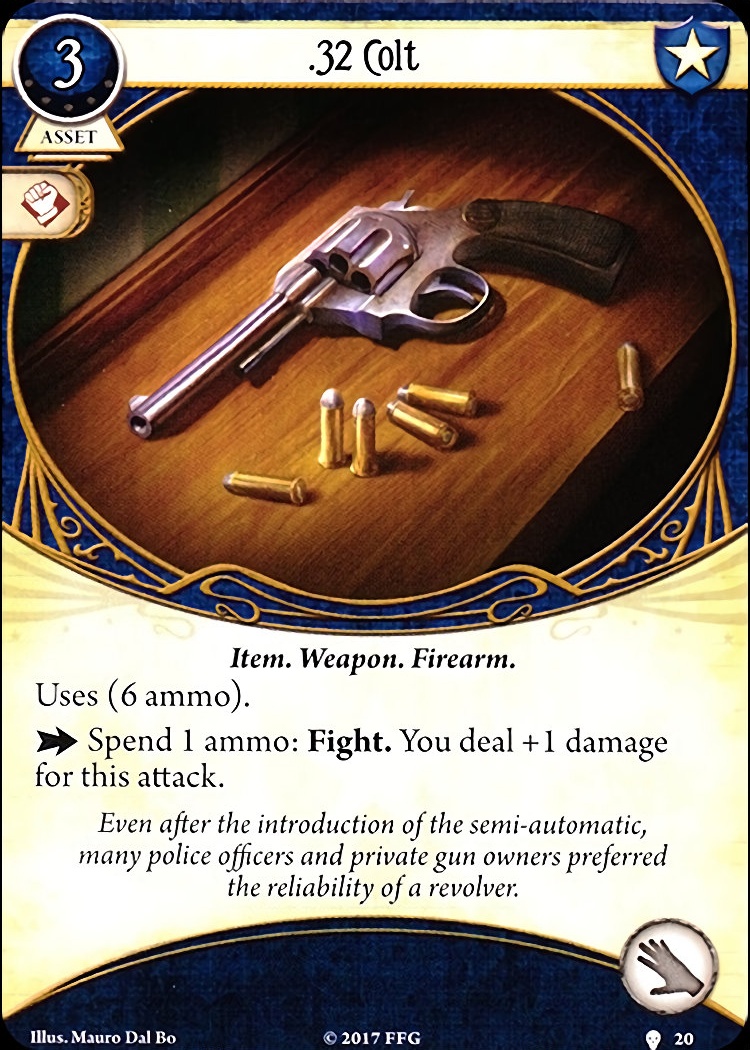 3
.32 Colt
ASSET
Item. Weapon. Firearm.
Uses (6 ammo).
Spend 1 ammo: Fight. You deal +1 damage
for this attack.
Even after the introduction of the semi-automatic,
many police officers and private gun owners preferred
the reliability of a revolver.
Illus. Mauro Dal Bo
© 2017 FFG
20